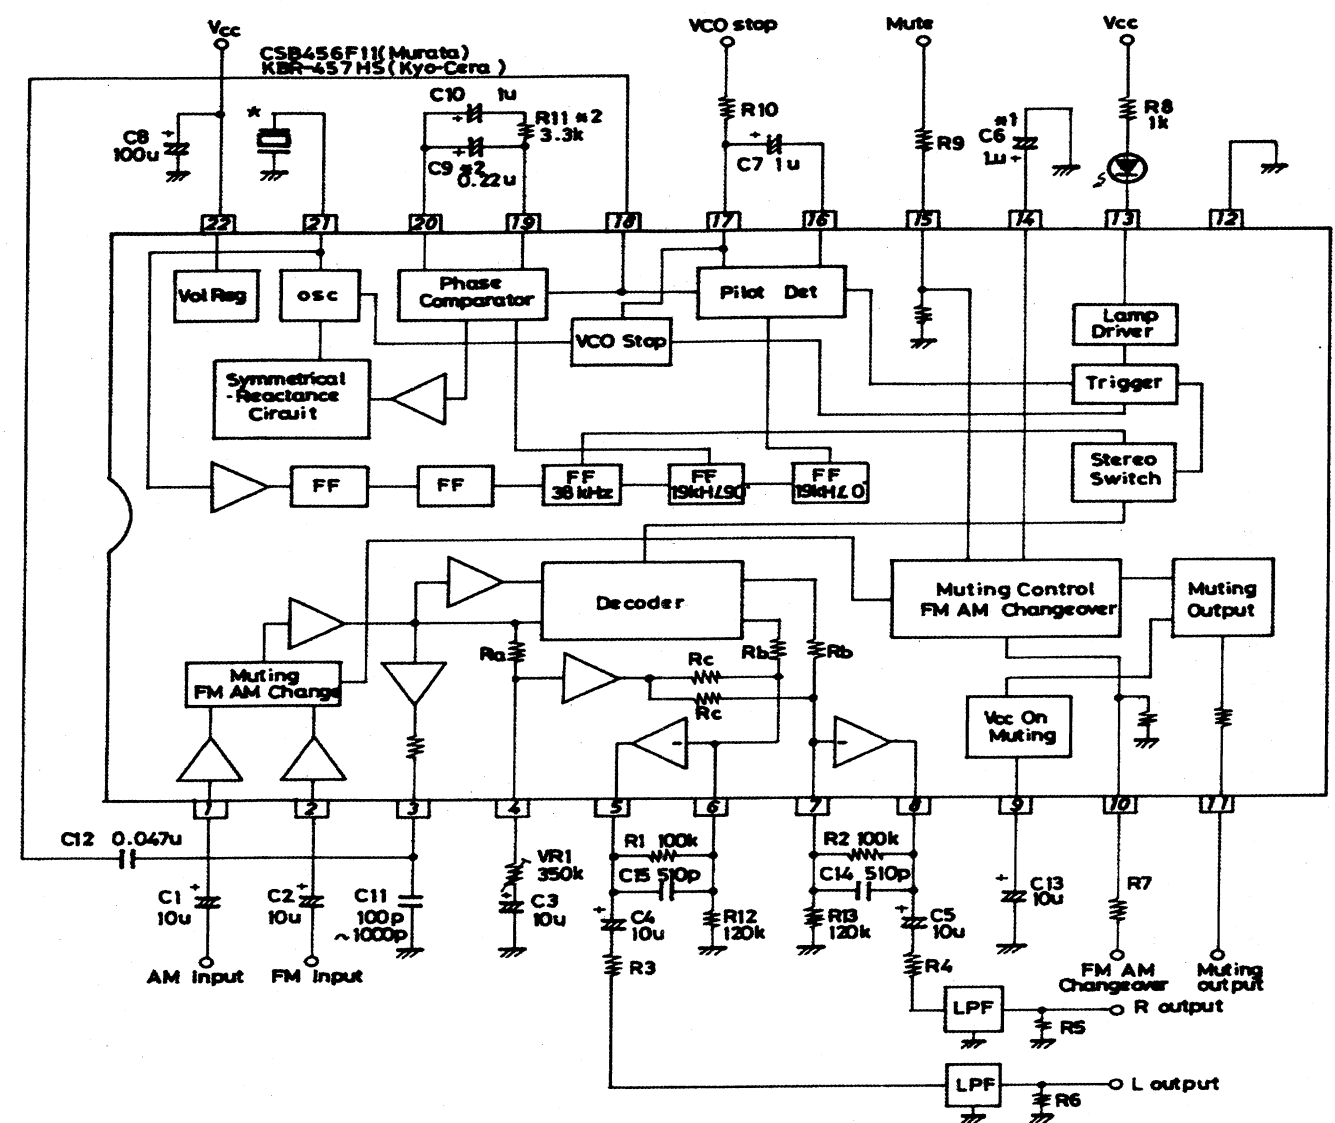 Vcc
VCO stop
Mute
Vcc
CSB456F11(Murata)
KBR-457HS(Kyo-Cera)
C10 1u
R11 *2
3.3k
C9 *2
0.22u
+
C8
100u
*
R10
C7 1u
R9
*1
C6
1u
R8
1k
22
21
20
19
18
17
16
15
14
13
12
Vol Reg
osc
Phase
Comparator
Pilot Det
VCO Stop
Lamp
Driver
Trigger
Symmetrical
-Reactance
Circuit
Stereo
Switch
FF
FF
FF
38kHz
FF
19kH∠90°
FF
19kH∠0°
Decoder
Muting Control
FM AM Changeover
Muting
Output
Muting
FM AM Change
Ra
Rb
Rb
Rc
Rc
Vcc On
Muting
1
2
3
4
5
6
7
8
9
10
11
C12 0.047u
C1
10u
C2
10u
C11
100p
~1000p
VR1
350k
C3
10u
R1 100k
C15 510p
C4
10u
R12
120k
R3
R2 100k
C14 510p
R13
120k
C5
10u
R4
C13
10u
R7
AM Input
FM Input
FM AM
Changeover
Muting
output
LPF
R output
R5
LPF
L output
R6